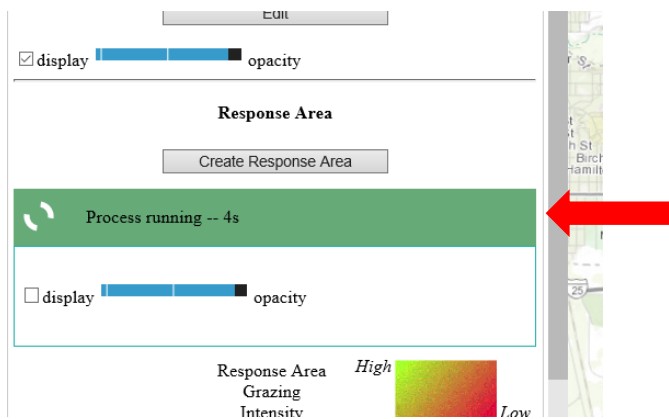 Edit
display opacity
Response Area
Create Response Area
Process running -- 4s
display opacity
Response Area High
Grazing
Intensity Low
St
h St
Birch
Hamilt
25